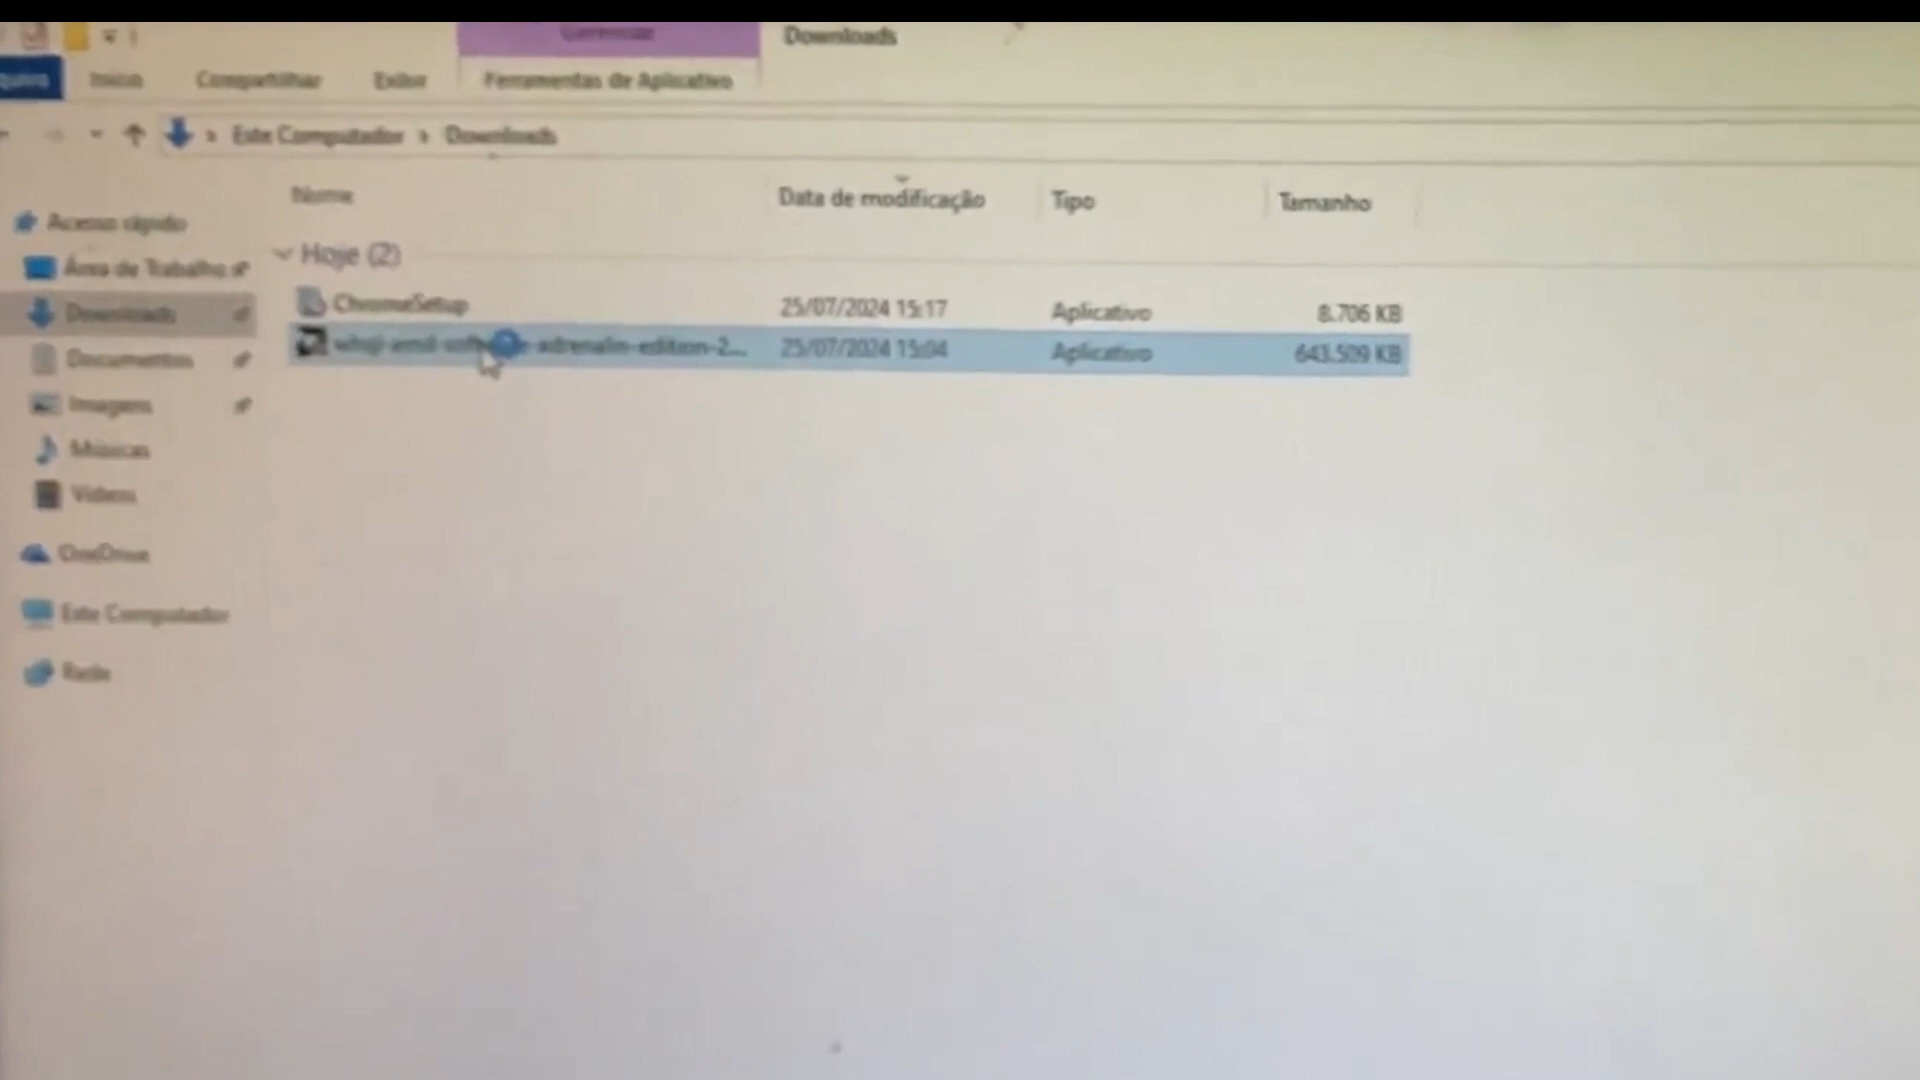 Gerenciar
Downloads
Início
Compartilhar
Exibir
Ferramentas de Aplicativo
Este Computador
Downloads
Nome
Data de modificação
Tipo
Tamanho
Acesso rápido
Área de Trabalho
Downloads
Documentos
Imagens
Músicas
Vídeos
OneDrive
Este Computador
Rede
Hoje (2)
ChromeSetup
25/07/2024 15:17
Aplicativo
8.706 KB
adrenalin-edition-2...
25/07/2024 15:04
Aplicativo
643.509 KB